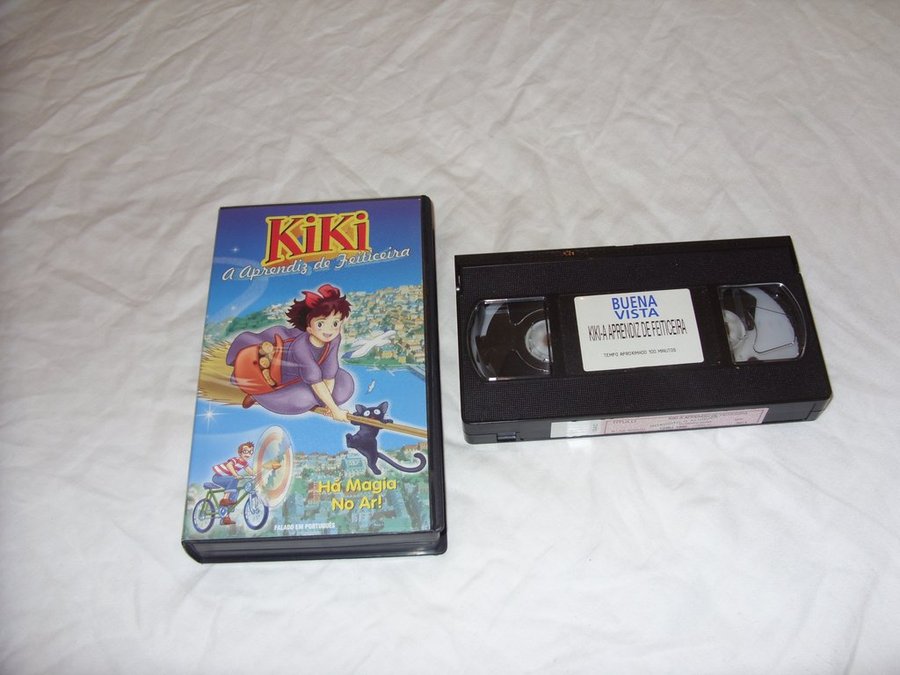 KiKi
A Aprendiz de Feiticeira
Há Magia
No Ar!
FALADO EM PORTUGUÊS
BUENA
VISTA
KIKI-A APRENDIZ DE FEITICEIRA
TEMPO APROXIMADO 100 MINUTOS